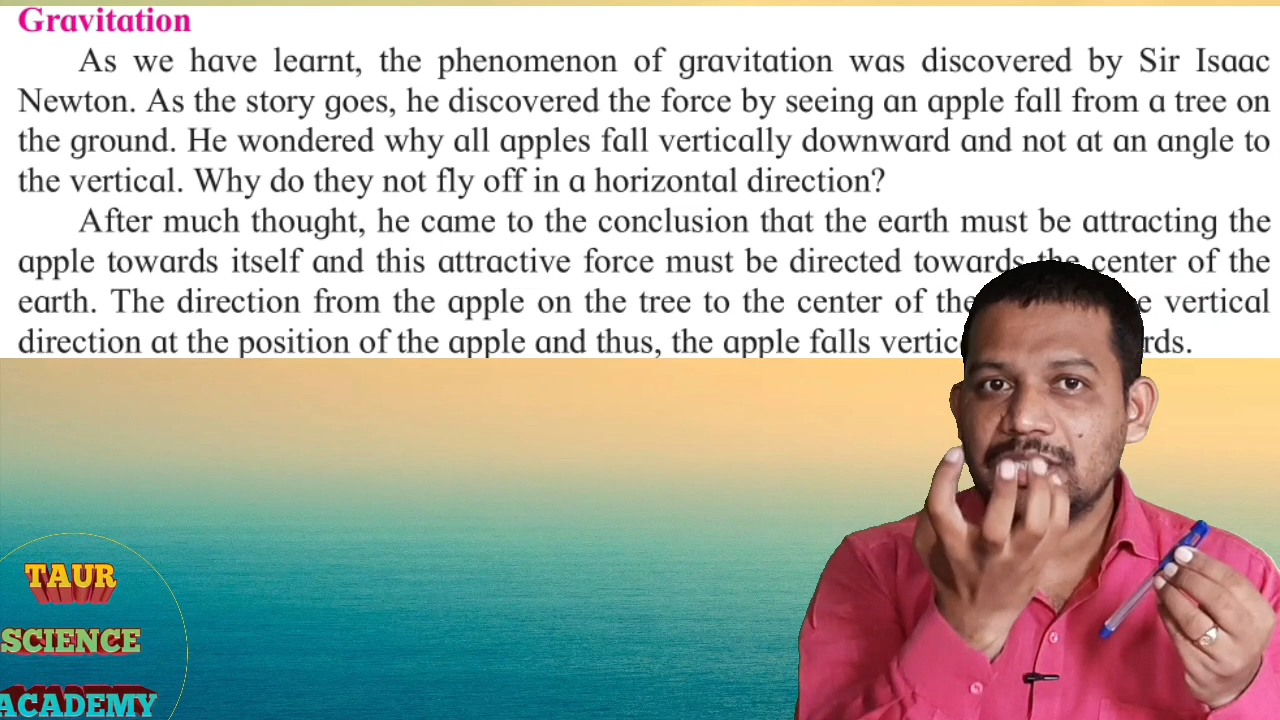 Gravitation
As we have learnt, the phenomenon of gravitation was discovered by Sir Isaac
Newton. As the story goes, he discovered the force by seeing an apple fall from a tree on
the ground. He wondered why all apples fall vertically downward and not at an angle to
the vertical. Why do they not fly off in a horizontal direction?
After much thought, he came to the conclusion that the earth must be attracting the
apple towards itself and this attractive force must be directed towards the center of the
earth. The direction from the apple on the tree to the center of the vertical
direction at the position of the apple and thus, the apple falls
TAUR
SCIENCE
ACADEMY